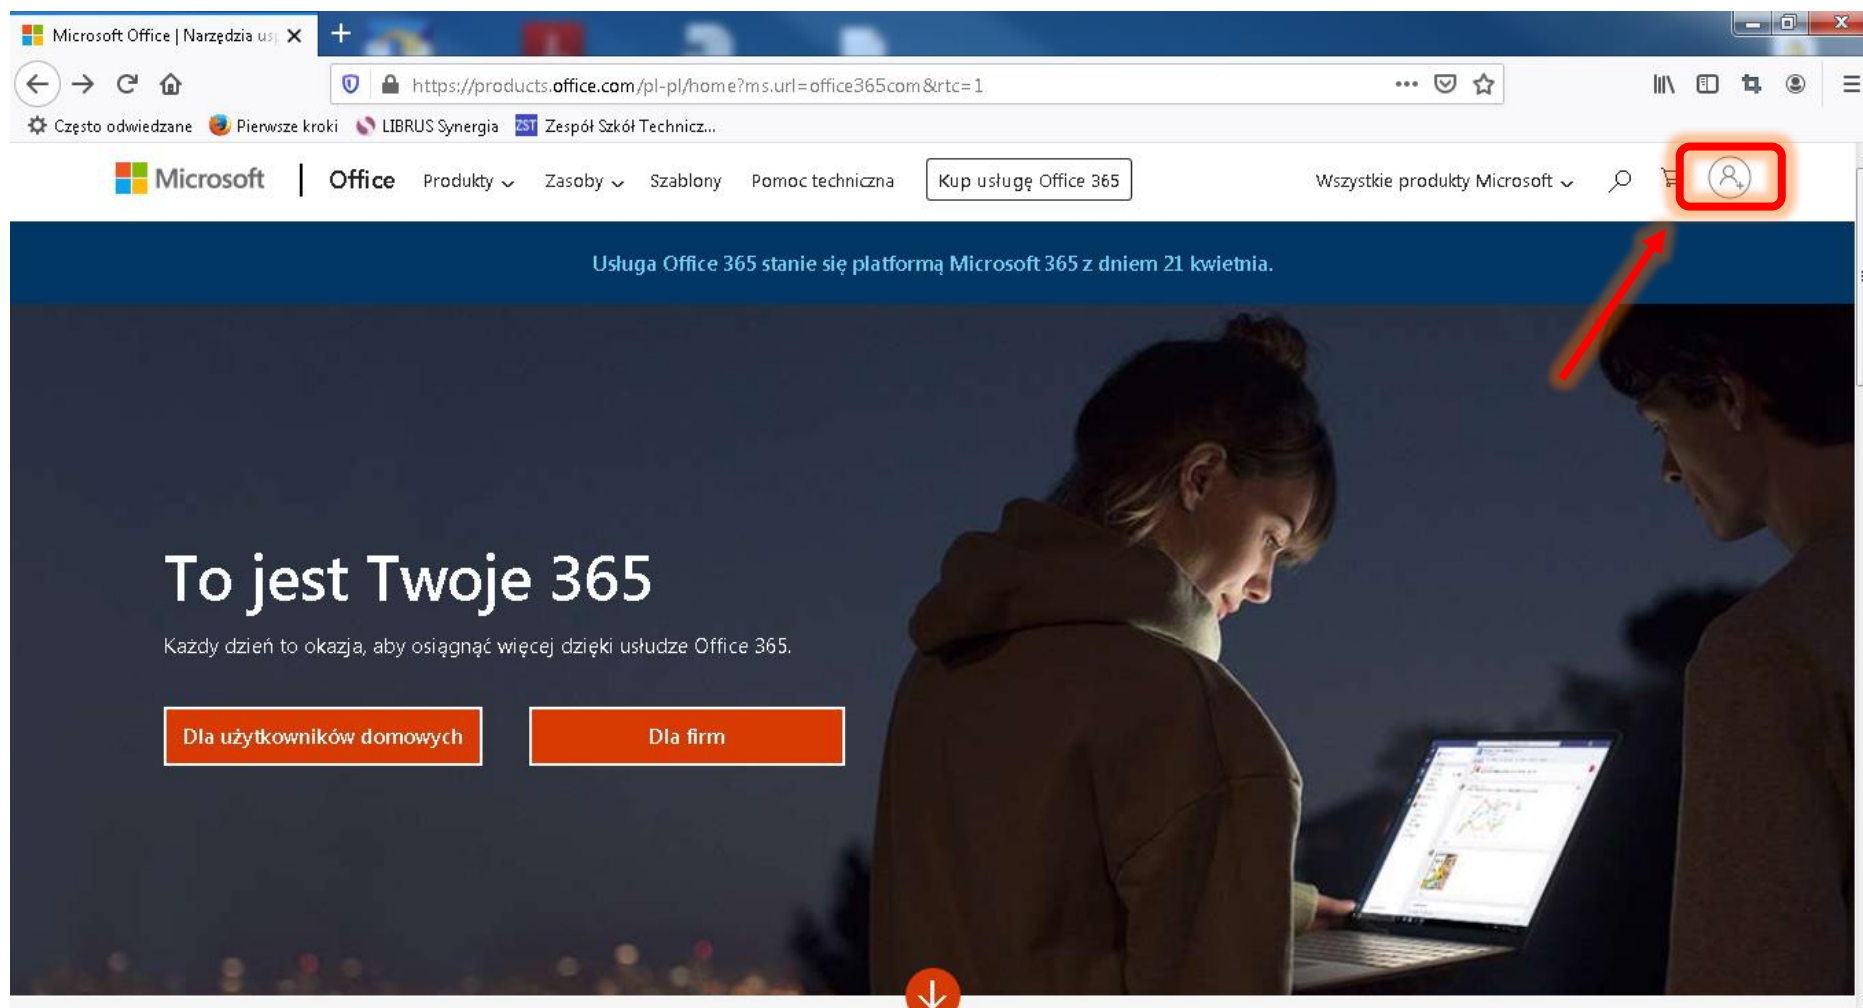 Microsoft Office | Narzędzia usp
https://products.office.com/pl-pl/home?ms.url=office365com&rtc=1
Często odwiedzane Pierwsze kroki LIBRUS Synergia ZST Zespół Szkół Technicz...
Microsoft Office Produkty Zasoby Szablony Pomoc techniczna Kup usługę Office 365 Wszystkie produkty Microsoft
Usługa Office 365 stanie się platformą Microsoft 365 z dniem 21 kwietnia.
To jest Twoje 365
Każdy dzień to okazja, aby osiągnąć więcej dzięki usłudze Office 365.
Dla użytkowników domowych Dla firm